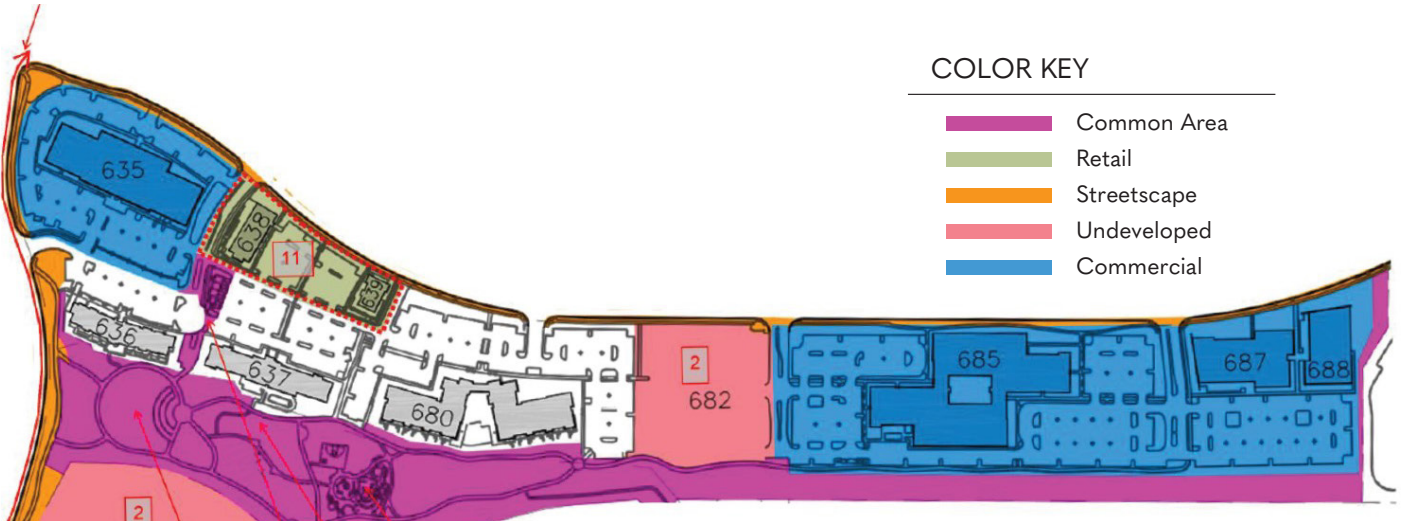 COLOR KEY
Common Area
Retail
Streetscape
Undeveloped
Commercial
635
638
11
639
636
637
680
2
682
685
687
688
2